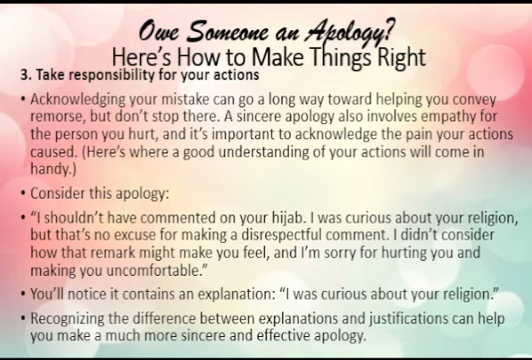 Owe Someone an Apology?
Here's How to Make Things Right
3. Take responsibility for your actions
• Acknowledging your mistake can go a long way toward helping you convey
remorse, but don't stop there. A sincere apology also involves empathy for
the person you hurt, and it's important to acknowledge the pain your actions
caused. (Here's where a good understanding of your actions will come in
handy.)
• Consider this apology:
• "I shouldn't have commented on your hijab. I was curious about your religion,
but that's no excuse for making a disrespectful comment. I didn't consider
how that remark might make you feel, and I'm sorry for hurting you and
making you uncomfortable."
• You'll notice it contains an explanation: "I was curious about your religion."
• Recognizing the difference between explanations and justifications can help
you make a much more sincere and effective apology.